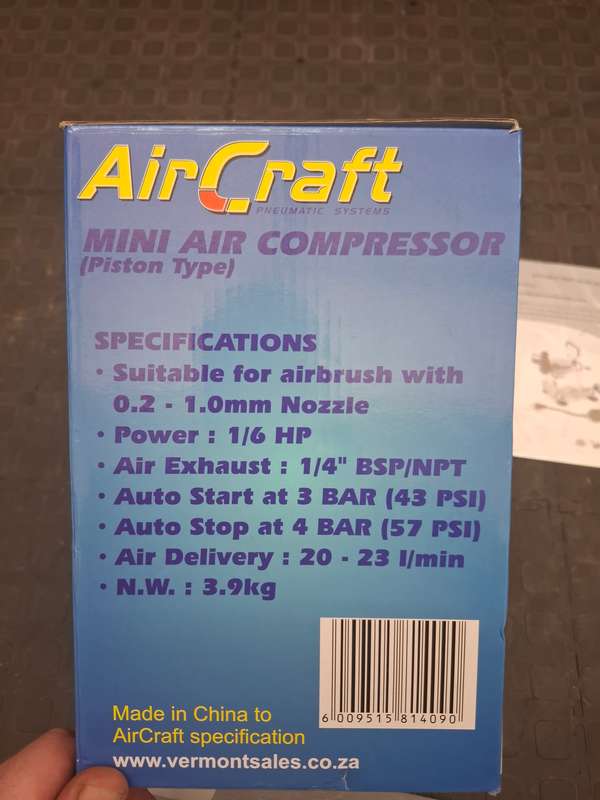 AirCraft
PNEUMATIC SYSTEMS
MINI AIR COMPRESSOR
(Piston Type)
SPECIFICATIONS
• Suitable for airbrush with
0.2 - 1.0mm Nozzle
• Power : 1/6 HP
• Air Exhaust : 1/4" BSP/NPT
• Auto Start at 3 BAR (43 PSI)
• Auto Stop at 4 BAR (57 PSI)
• Air Delivery : 20 - 23 l/min
• N.W. : 3.9kg
6 009515 814090
Made in China to
AirCraft specification
www.vermontsales.co.za